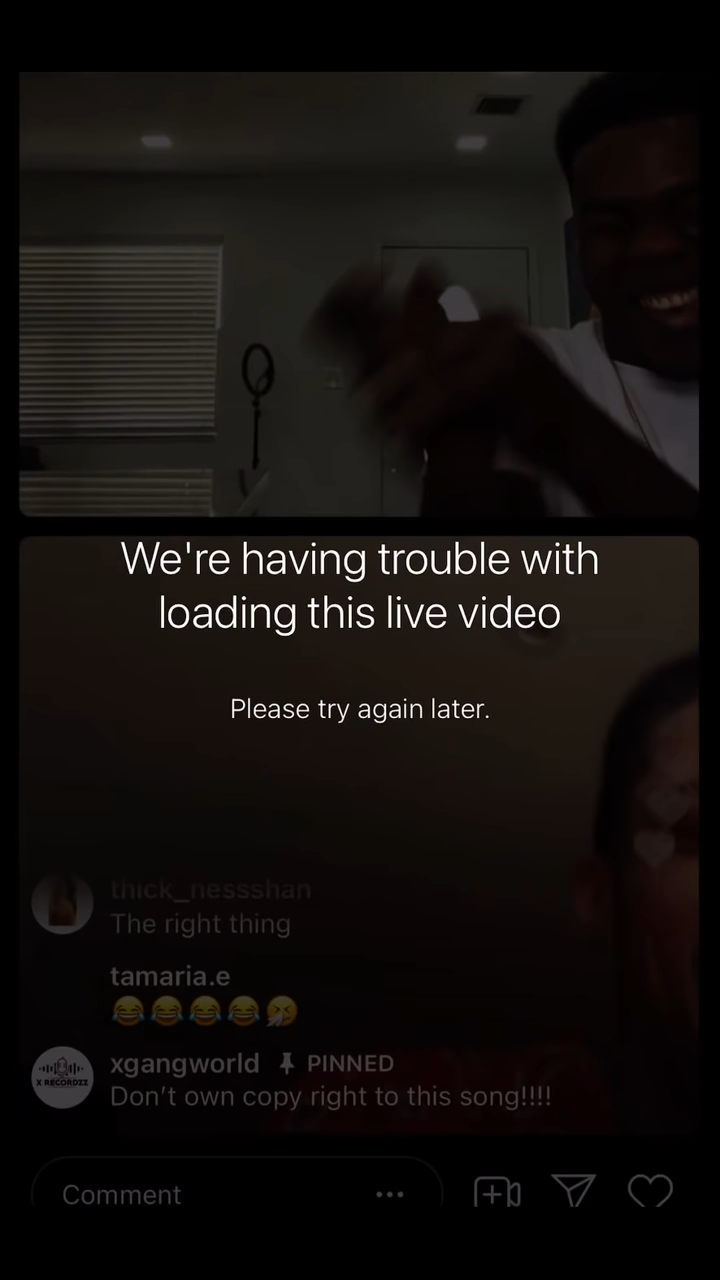 We're having trouble with
loading this live video
Please try again later.
thick_nessshan
The right thing
tamaria.e
😂😂😂😂🤧
X RECORDZZ
xgangworld 📌 PINNED
Don’t own copy right to this song!!!!
Comment